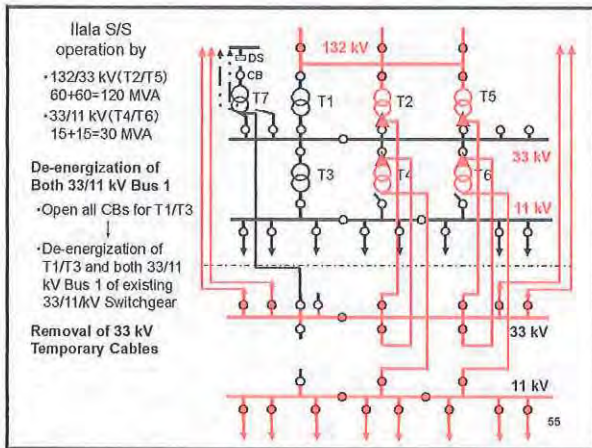 Ilala S/S
operation by
•132/33 kV(T2/T5)
60+60=120 MVA
•33/11 kV(T4/T6)
15+15=30 MVA
De-energization of
Both 33/11 kV Bus 1
•Open all CBs for T1/T3
•De-energization of
T1/T3 and both 33/11
kV Bus 1 of existing
33/11/kV Switchgear
Removal of 33 kV
Temporary Cables
132 kV
DS
CB
T7
T1
T2
T5
33 kV
T3
T4
T6
11 kV
33 kV
11 kV
55